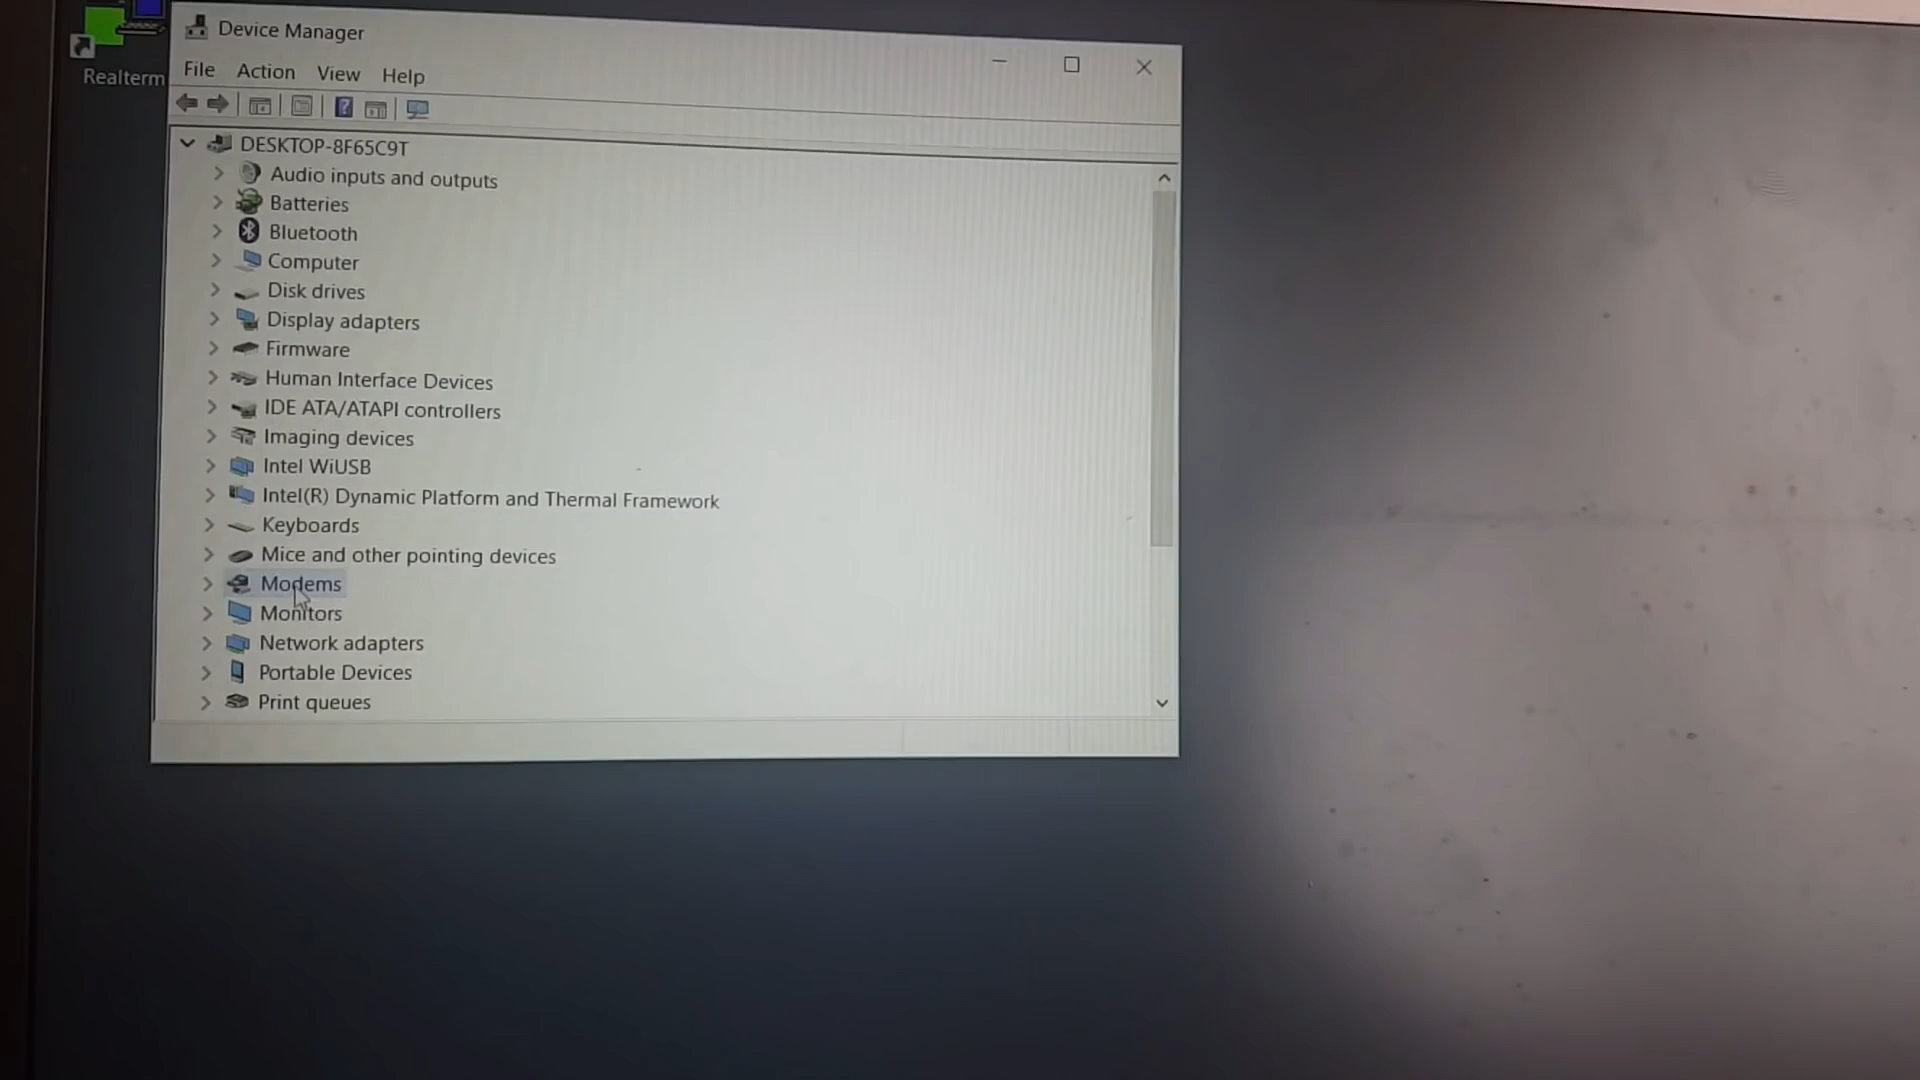 Device Manager
Realterm
File Action View Help
DESKTOP-8F65C9T
Audio inputs and outputs
Batteries
Bluetooth
Computer
Disk drives
Display adapters
Firmware
Human Interface Devices
IDE ATA/ATAPI controllers
Imaging devices
Intel WiUSB
Intel(R) Dynamic Platform and Thermal Framework
Keyboards
Mice and other pointing devices
Modems
Monitors
Network adapters
Portable Devices
Print queues